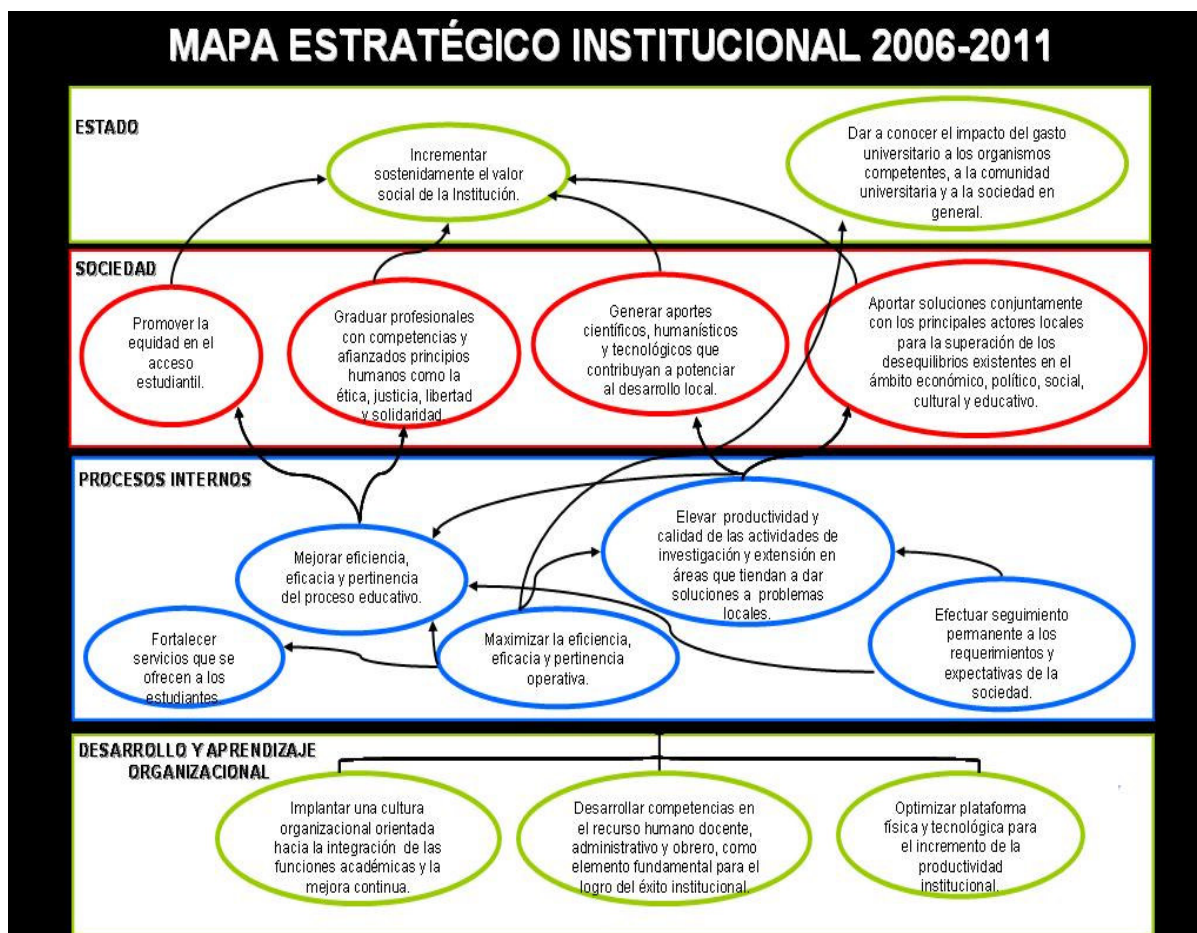 MAPA ESTRATÉGICO INSTITUCIONAL 2006-2011
ESTADO
Incrementar
sostenidamente el valor
social de la Institución.
Dar a conocer el impacto del gasto
universitario a los organismos
competentes, a la comunidad
universitaria y a la sociedad en
general.
SOCIEDAD
Promover la
equidad en el
acceso
estudiantil.
Graduar profesionales
con competencias y
afianzados principios
humanos como la
ética, justicia, libertad
y solidaridad.
Generar aportes
científicos, humanísticos
y tecnológicos que
contribuyan a potenciar
al desarrollo local.
Aportar soluciones conjuntamente
con los principales actores locales
para la superación de los
desequilibrios existentes en el
ámbito económico, político, social,
cultural y educativo.
PROCESOS INTERNOS
Mejorar eficiencia,
eficacia y pertinencia
del proceso educativo.
Elevar productividad y
calidad de las actividades de
investigación y extensión en
áreas que tiendan a dar
soluciones a problemas
locales.
Fortalecer
servicios que se
ofrecen a los
estudiantes.
Maximizar la eficiencia,
eficacia y pertinencia
operativa.
Efectuar seguimiento
permanente a los
requerimientos y
expectativas de la
sociedad.
DESARROLLO Y APRENDIZAJE
ORGANIZACIONAL
Implantar una cultura
organizacional orientada
hacia la integración de las
funciones académicas y la
mejora continua.
Desarrollar competencias en
el recurso humano docente,
administrativo y obrero, como
elemento fundamental para el
logro del éxito institucional.
Optimizar plataforma
física y tecnológica para
el incremento de la
productividad
institucional.